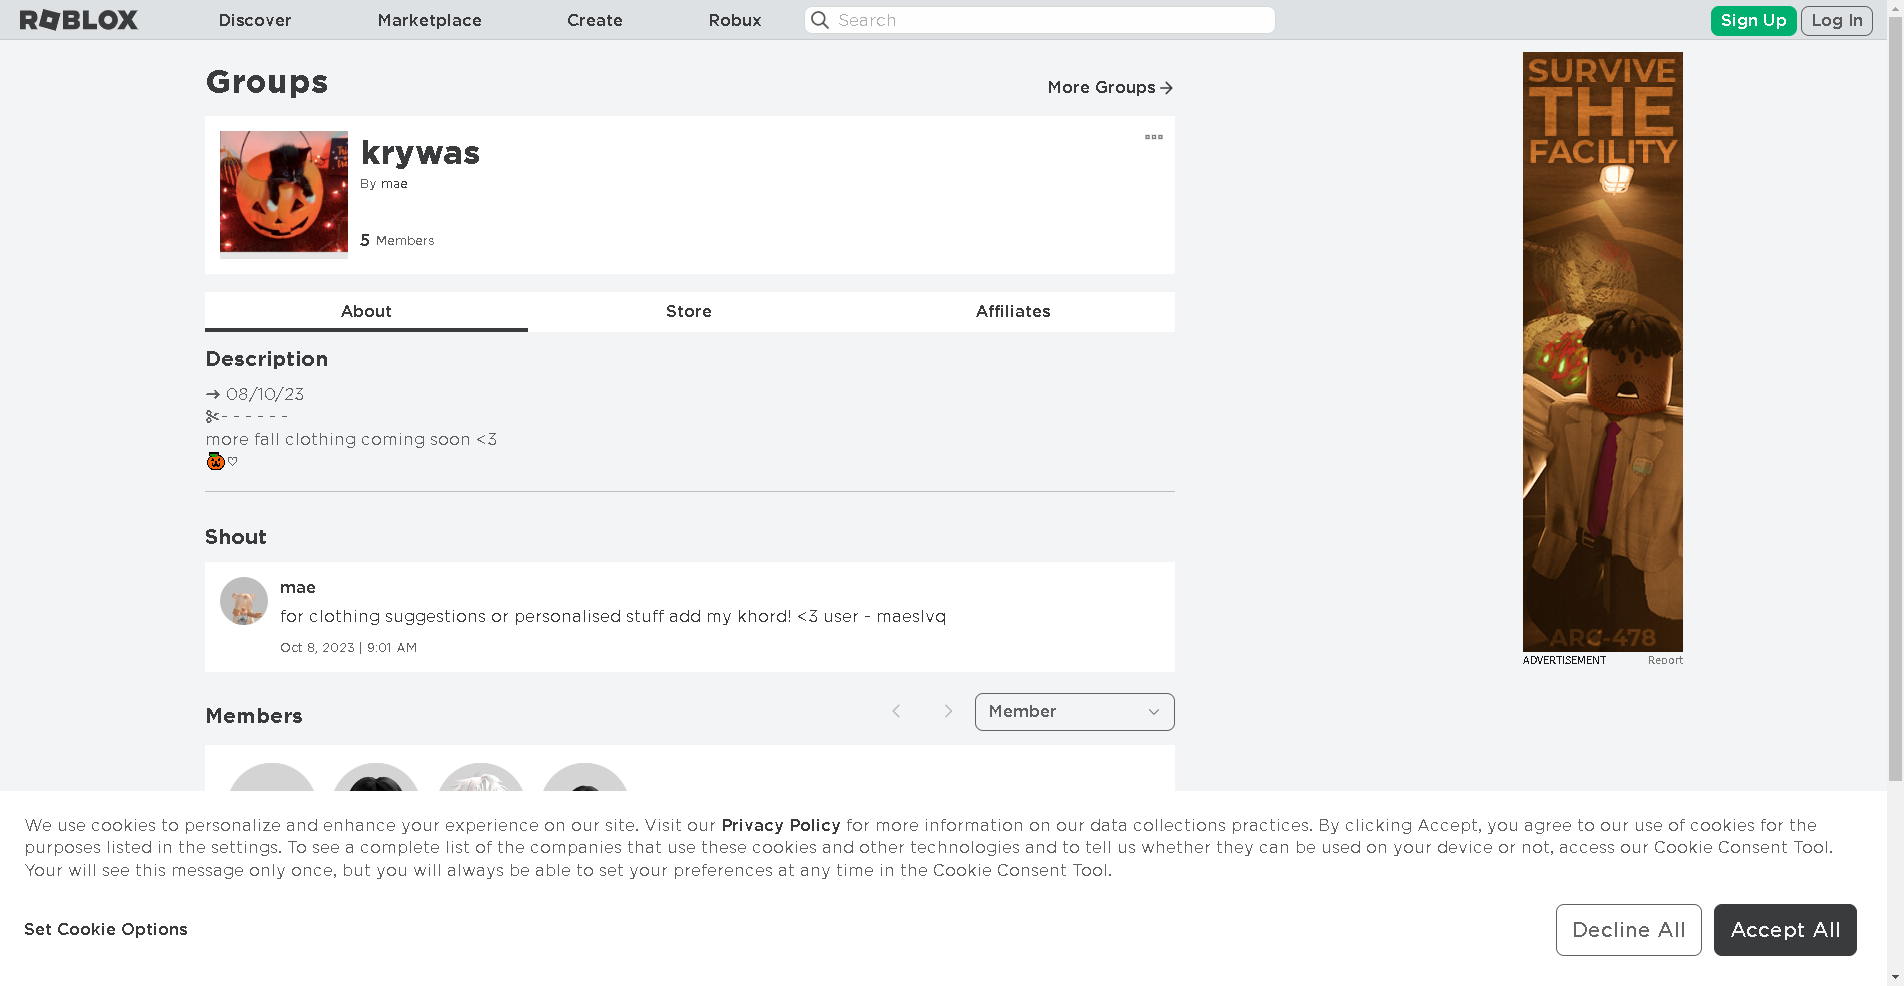 ROBLOX
Discover
Marketplace
Create
Robux
Search
Sign Up
Log In
Groups
More Groups
krywas
By mae
5 Members
About
Store
Affiliates
Description
→ 08/10/23
✂- - - - - -
more fall clothing coming soon <3
🎃♡
Shout
mae
for clothing suggestions or personalised stuff add my khord! <3 user - maeslvq
Oct 8, 2023 | 9:01 AM
Members
Member
SURVIVE
THE
FACILITY
ARC-478
ADVERTISEMENT
Report
We use cookies to personalize and enhance your experience on our site. Visit our Privacy Policy for more information on our data collections practices. By clicking Accept, you agree to our use of cookies for the
purposes listed in the settings. To see a complete list of the companies that use these cookies and other technologies and to tell us whether they can be used on your device or not, access our Cookie Consent Tool.
Your will see this message only once, but you will always be able to set your preferences at any time in the Cookie Consent Tool.
Set Cookie Options
Decline All
Accept All